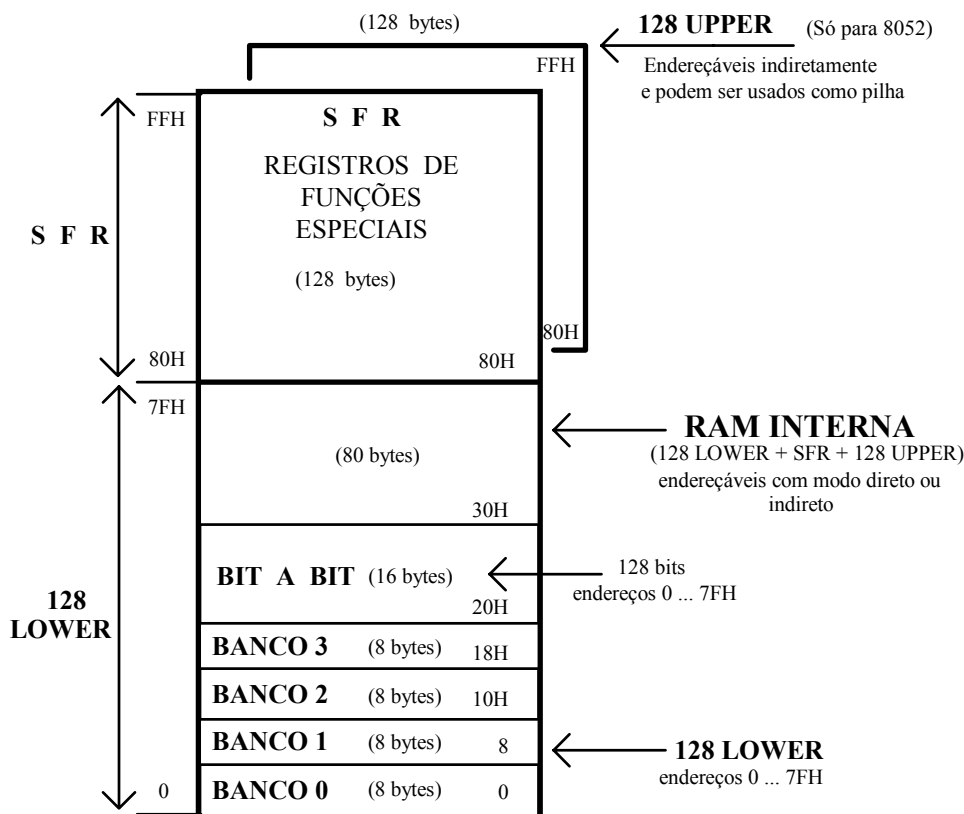 (128 bytes)
128 UPPER (Só para 8052)
FFH
Endereçáveis indiretamente
e podem ser usados como pilha
FFH
S F R
REGISTROS DE
FUNÇÕES
ESPECIAIS
S F R
(128 bytes)
80H
80H
80H
7FH
RAM INTERNA
(128 LOWER + SFR + 128 UPPER)
endereçáveis com modo direto ou
indireto
(80 bytes)
30H
BIT A BIT (16 bytes)
128 bits
endereços 0 ... 7FH
20H
128
LOWER
BANCO 3 (8 bytes) 18H
BANCO 2 (8 bytes) 10H
BANCO 1 (8 bytes) 8
128 LOWER
endereços 0 ... 7FH
0
BANCO 0 (8 bytes) 0